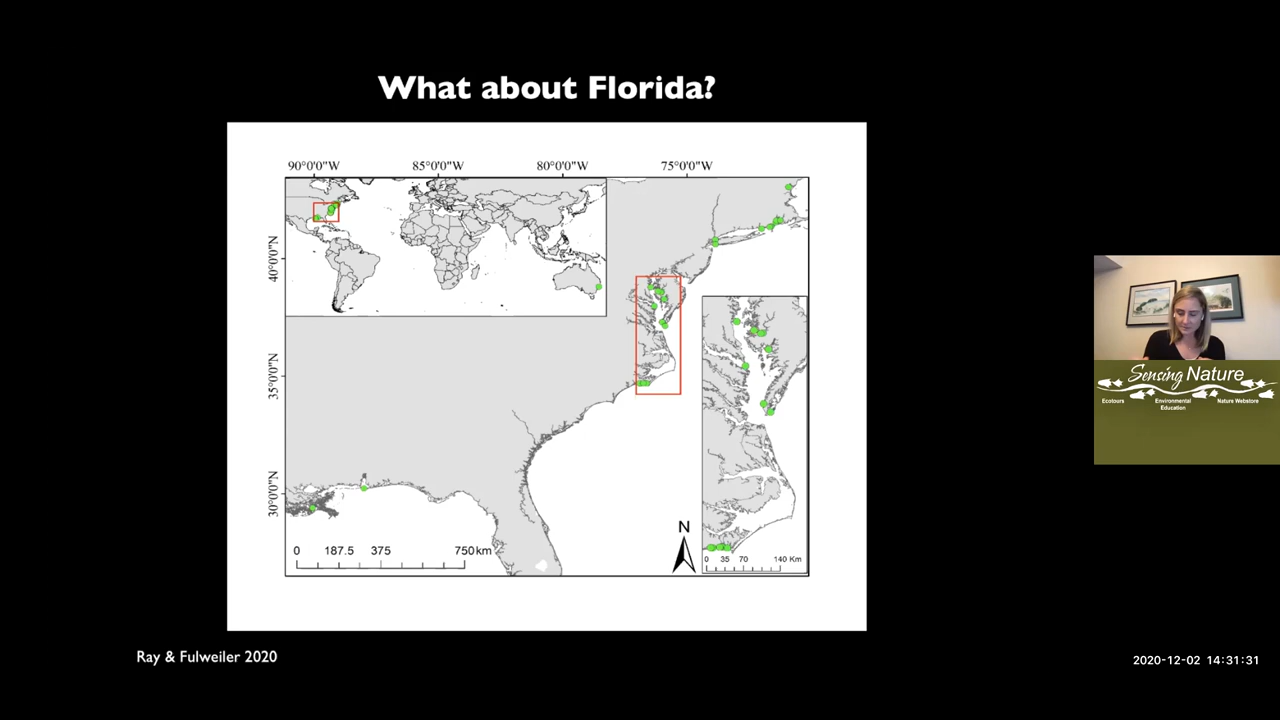 What about Florida?
90°0'0"W 85°0'0"W 80°0'0"W 75°0'0"W
40°0'0"N
35°0'0"N
30°0'0"N
N
0 187.5 375 750 km
0 35 70 140 Km
Sensing Nature
Ecotours Environmental Education Nature Webstore
Ray & Fulweiler 2020
2020-12-02 14:31:31